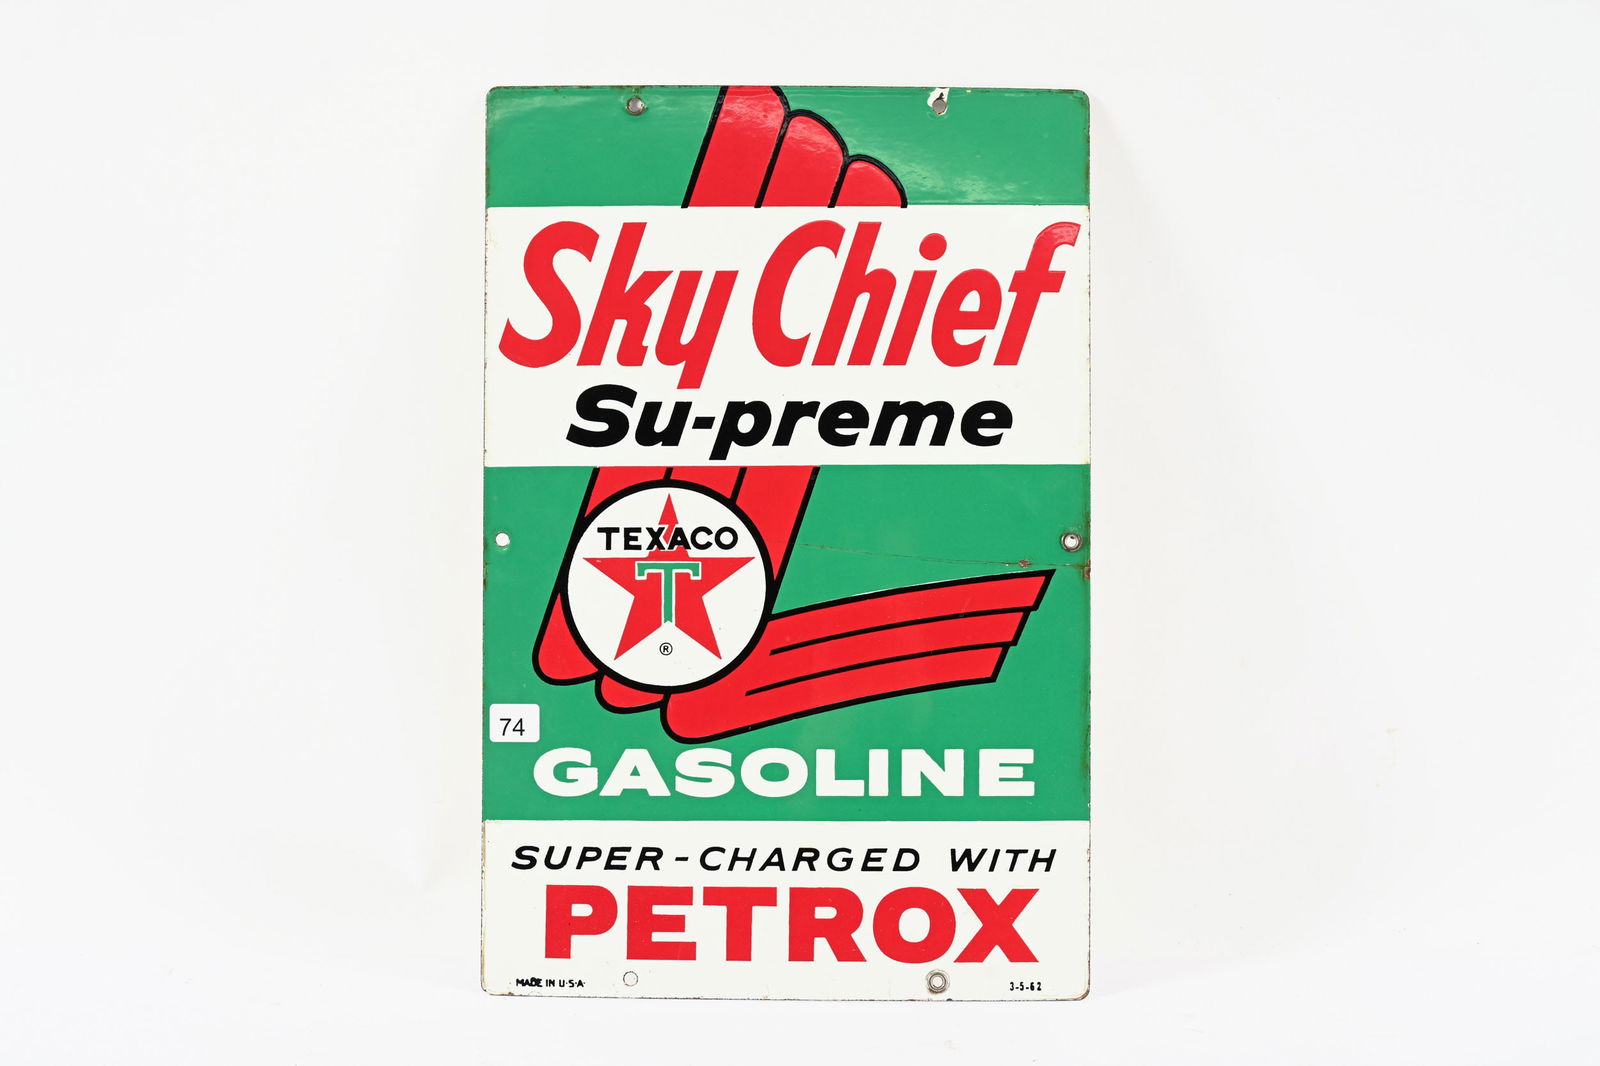 Sky Chief
Su-preme
TEXACO
T
®
74
GASOLINE
SUPER-CHARGED WITH
PETROX
MADE IN U·S·A·
3-5-62